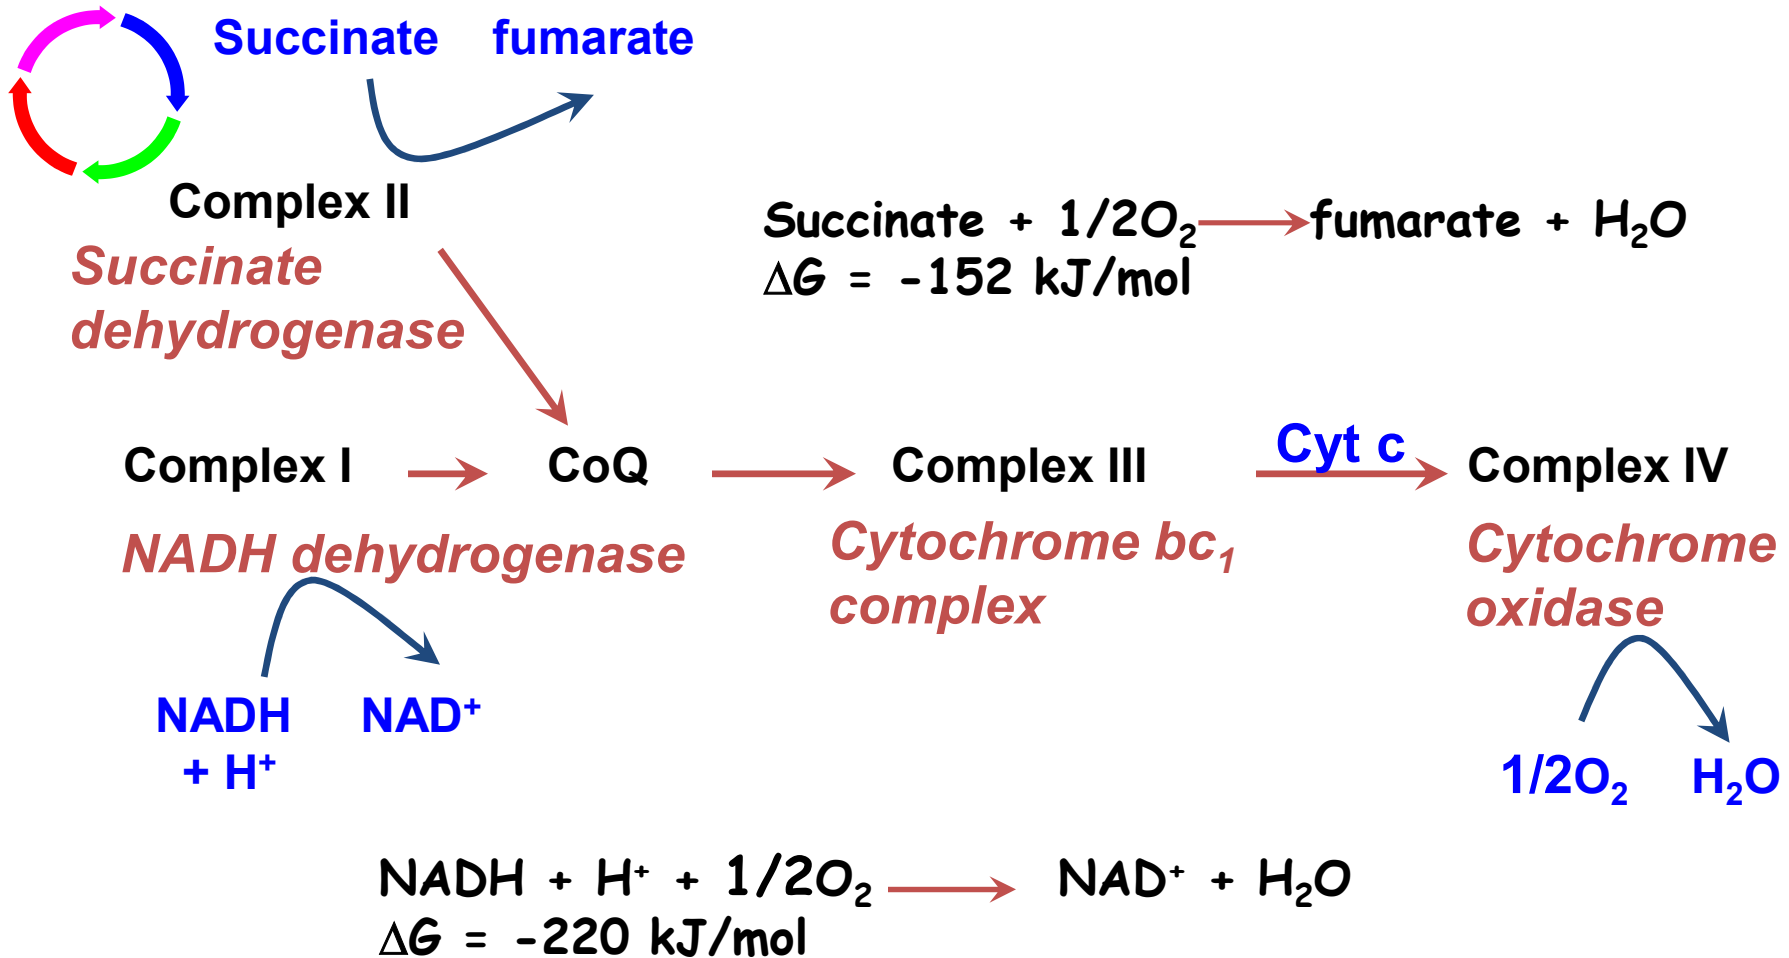 Succinate fumarate
Complex II
Succinate
dehydrogenase
Succinate + 1/2O₂ → fumarate + H₂O
ΔG = -152 kJ/mol
Complex I → CoQ → Complex III → Complex IV
Cyt c
NADH dehydrogenase
Cytochrome bc₁
complex
Cytochrome
oxidase
NADH NAD⁺
+ H⁺
1/2O₂ H₂O
NADH + H⁺ + 1/2O₂ → NAD⁺ + H₂O
ΔG = -220 kJ/mol